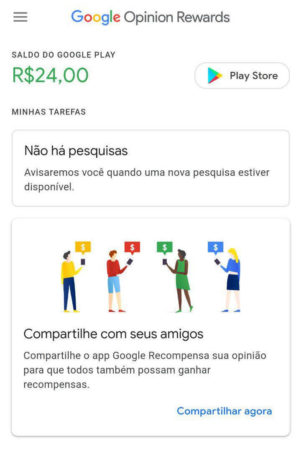 Google Opinion Rewards
SALDO DO GOOGLE PLAY
R$24,00
Play Store
MINHAS TAREFAS
Não há pesquisas
Avisaremos você quando uma nova pesquisa estiver
disponível.
$ $ $ $
Compartilhe com seus amigos
Compartilhe o app Google Recompensa sua opinião
para que todos também possam ganhar
recompensas.
Compartilhar agora